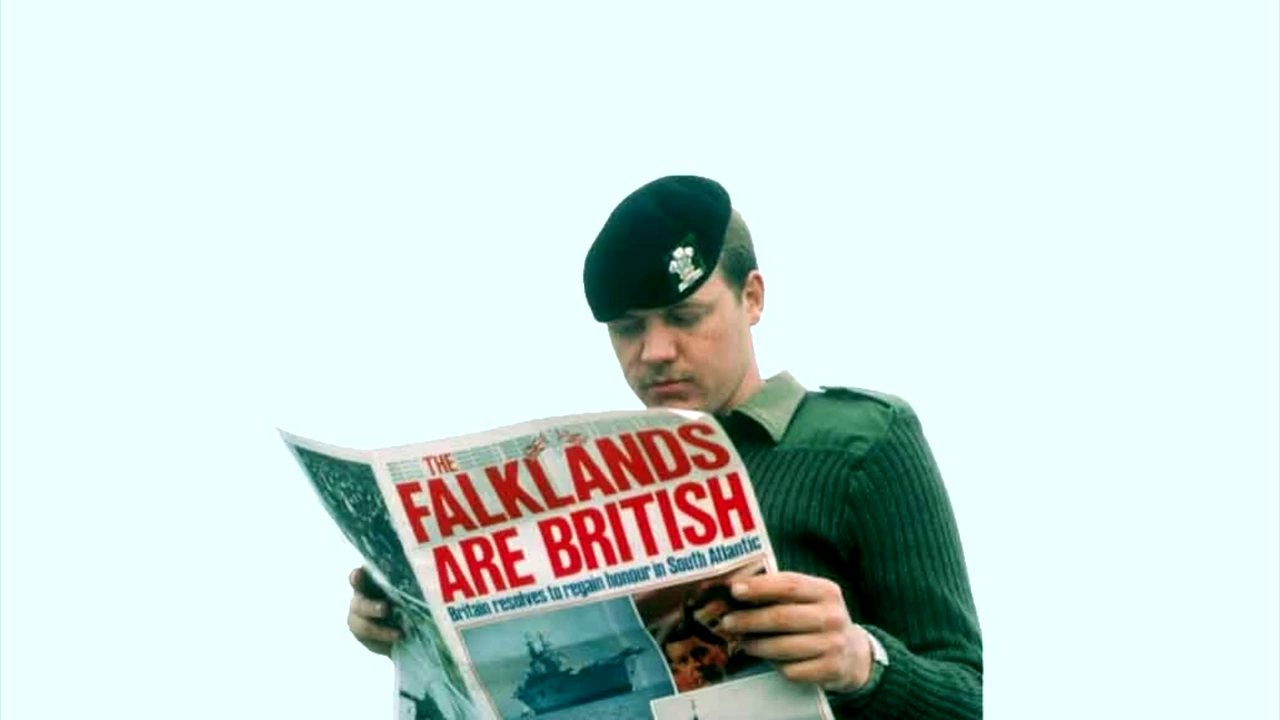 THE
FALKLANDS
ARE BRITISH
Britain resolves to regain honour in South Atlantic